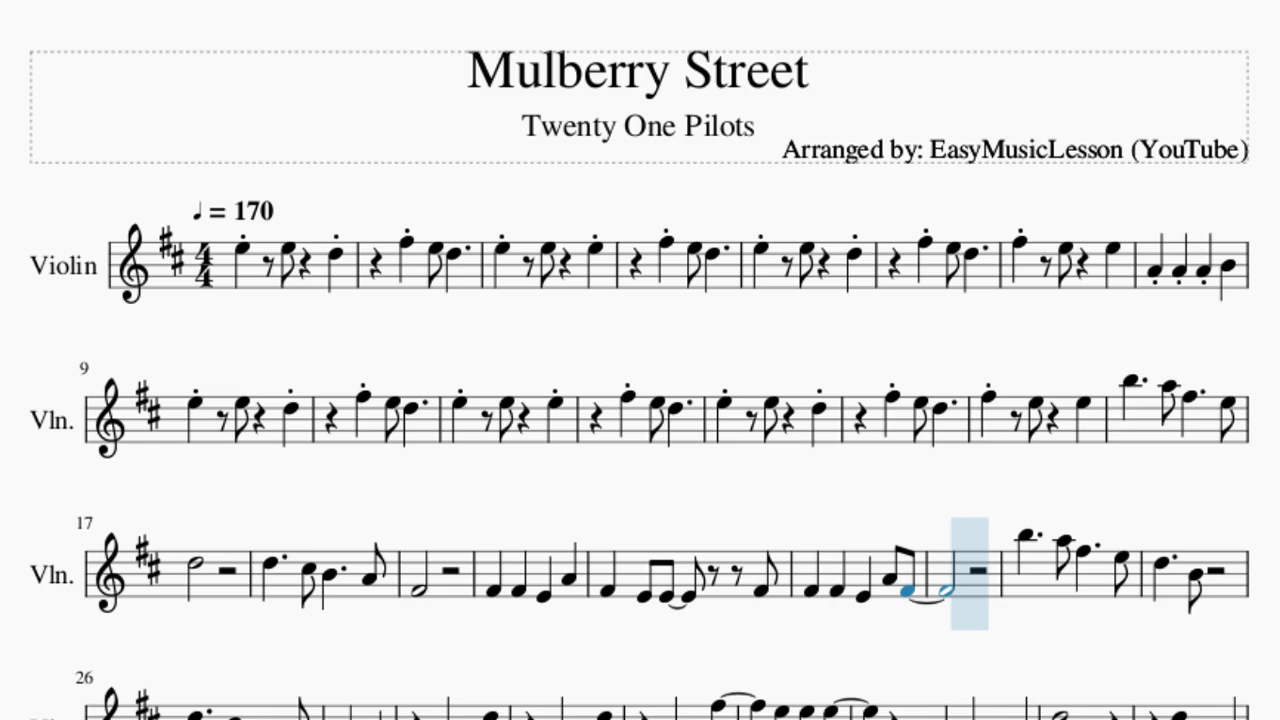 Mulberry Street
Twenty One Pilots
Arranged by: EasyMusicLesson (YouTube)
♩ = 170
Violin
4
4
9
Vln.
17
Vln.
26